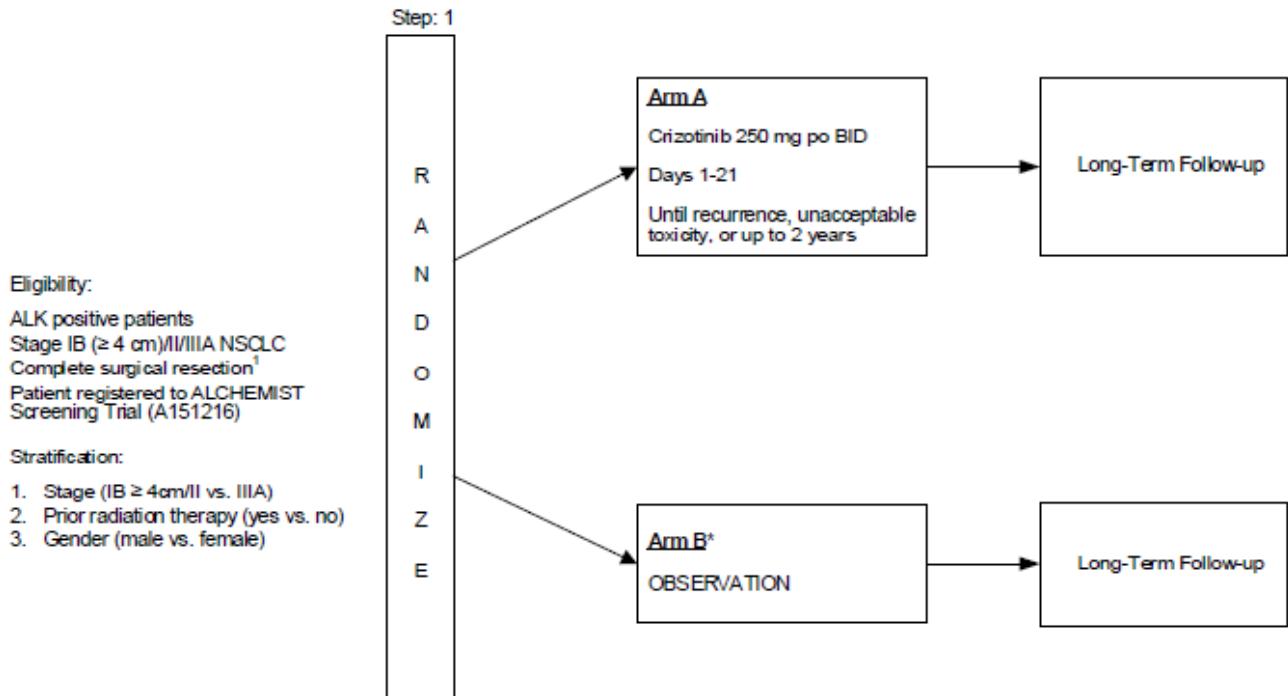 Step: 1
Eligibility:
ALK positive patients
Stage IB (≥ 4 cm)/II/IIIA NSCLC
Complete surgical resection¹
Patient registered to ALCHEMIST
Screening Trial (A151216)
Stratification:
1. Stage (IB ≥ 4cm/II vs. IIIA)
2. Prior radiation therapy (yes vs. no)
3. Gender (male vs. female)
R
A
N
D
O
M
I
Z
E
Arm A
Crizotinib 250 mg po BID
Days 1-21
Until recurrence, unacceptable
toxicity, or up to 2 years
Long-Term Follow-up
Arm B*
OBSERVATION
Long-Term Follow-up